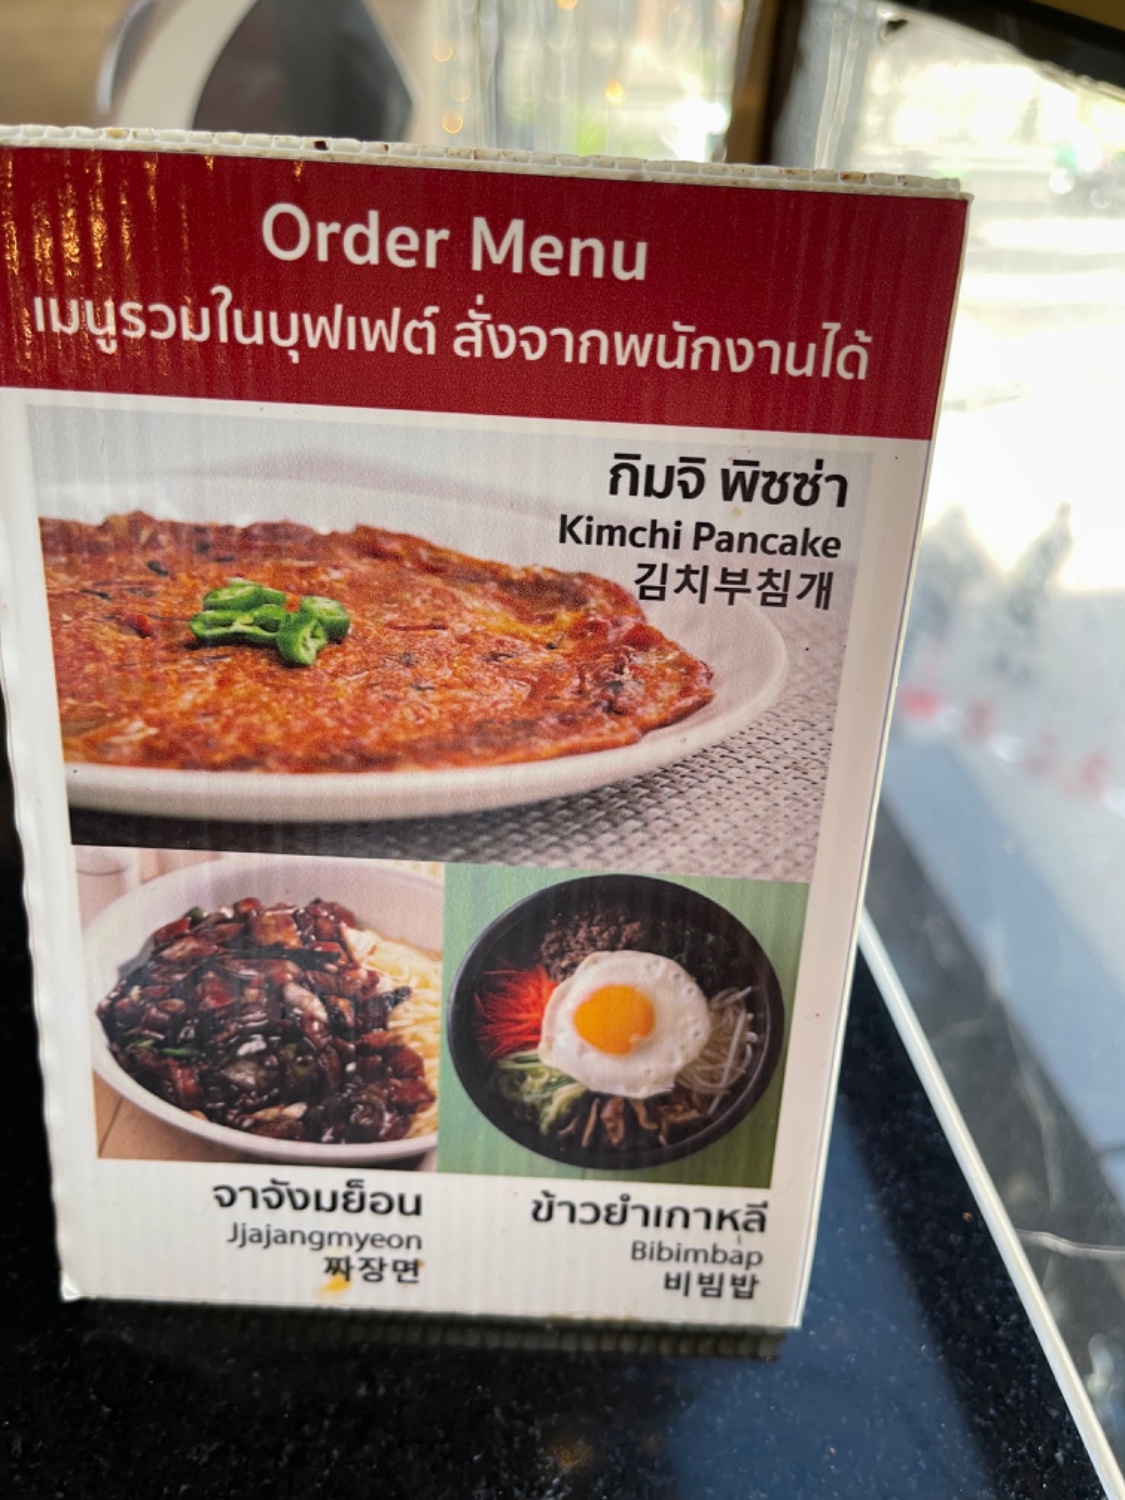 Order Menu
เมนูรวมในบุฟเฟต์ สั่งจากพนักงานได้
กิมจิ พิซซ่า
Kimchi Pancake
김치부침개
จาจังมย็อน
Jjajangmyeon
짜장면
ข้าวยำเกาหลี
Bibimbap
비빔밥